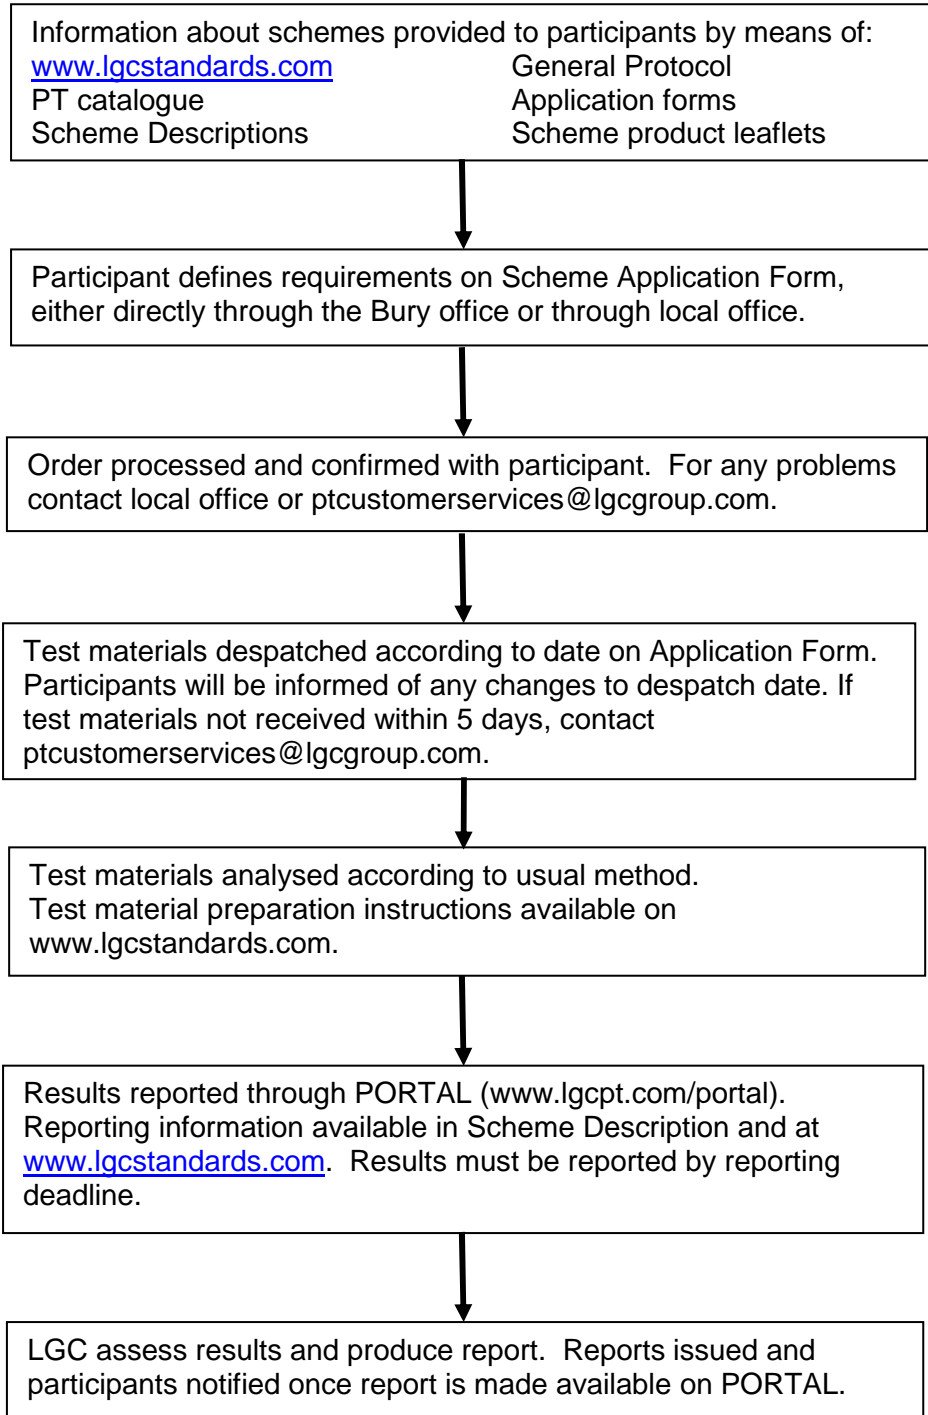 Information about schemes provided to participants by means of:
www.lgcstandards.com General Protocol
PT catalogue Application forms
Scheme Descriptions Scheme product leaflets
Participant defines requirements on Scheme Application Form,
either directly through the Bury office or through local office.
Order processed and confirmed with participant.  For any problems
contact local office or ptcustomerservices@lgcgroup.com.
Test materials despatched according to date on Application Form.
Participants will be informed of any changes to despatch date. If
test materials not received within 5 days, contact
ptcustomerservices@lgcgroup.com.
Test materials analysed according to usual method.
Test material preparation instructions available on
www.lgcstandards.com.
Results reported through PORTAL (www.lgcpt.com/portal).
Reporting information available in Scheme Description and at
www.lgcstandards.com.  Results must be reported by reporting
deadline.
LGC assess results and produce report.  Reports issued and
participants notified once report is made available on PORTAL.